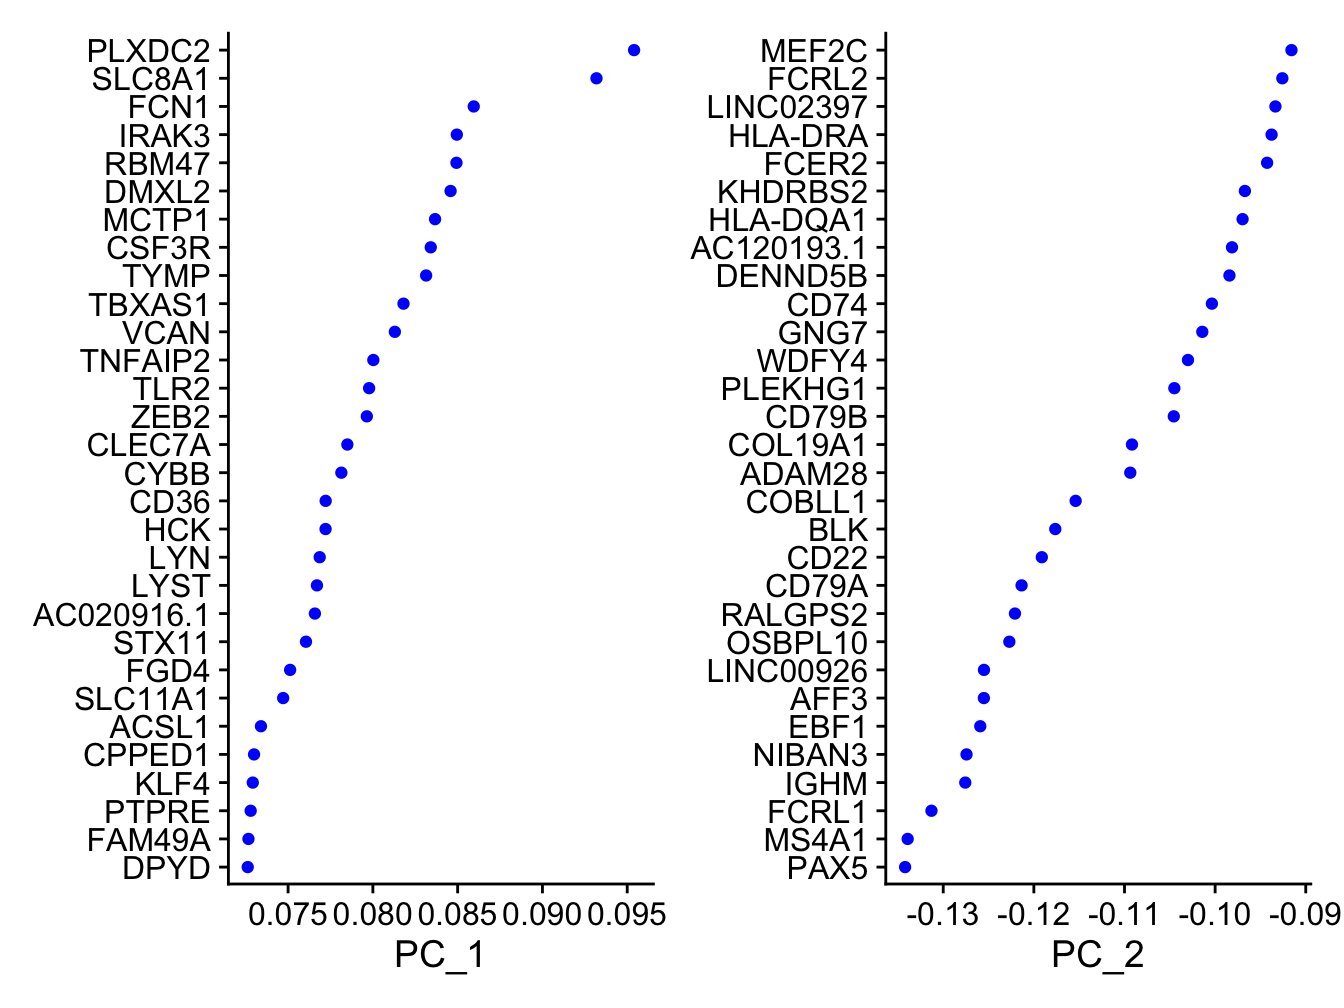 PLXDC2
SLC8A1
FCN1
IRAK3
RBM47
DMXL2
MCTP1
CSF3R
TYMP
TBXAS1
VCAN
TNFAIP2
TLR2
ZEB2
CLEC7A
CYBB
CD36
HCK
LYN
LYST
AC020916.1
STX11
FGD4
SLC11A1
ACSL1
CPPED1
KLF4
PTPRE
FAM49A
DPYD
0.075 0.080 0.085 0.090 0.095
PC_1
MEF2C
FCRL2
LINC02397
HLA-DRA
FCER2
KHDRBS2
HLA-DQA1
AC120193.1
DENND5B
CD74
GNG7
WDFY4
PLEKHG1
CD79B
COL19A1
ADAM28
COBLL1
BLK
CD22
CD79A
RALGPS2
OSBPL10
LINC00926
AFF3
EBF1
NIBAN3
IGHM
FCRL1
MS4A1
PAX5
-0.13 -0.12 -0.11 -0.10 -0.09
PC_2